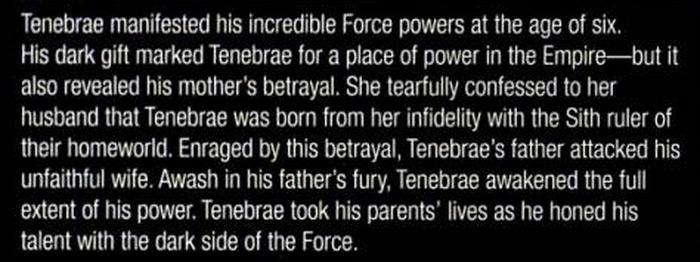 Tenebrae manifested his incredible Force powers at the age of six.
His dark gift marked Tenebrae for a place of power in the Empire—but it
also revealed his mother's betrayal. She tearfully confessed to her
husband that Tenebrae was born from her infidelity with the Sith ruler of
their homeworld. Enraged by this betrayal, Tenebrae's father attacked his
unfaithful wife. Awash in his father's fury, Tenebrae awakened the full
extent of his power. Tenebrae took his parents' lives as he honed his
talent with the dark side of the Force.